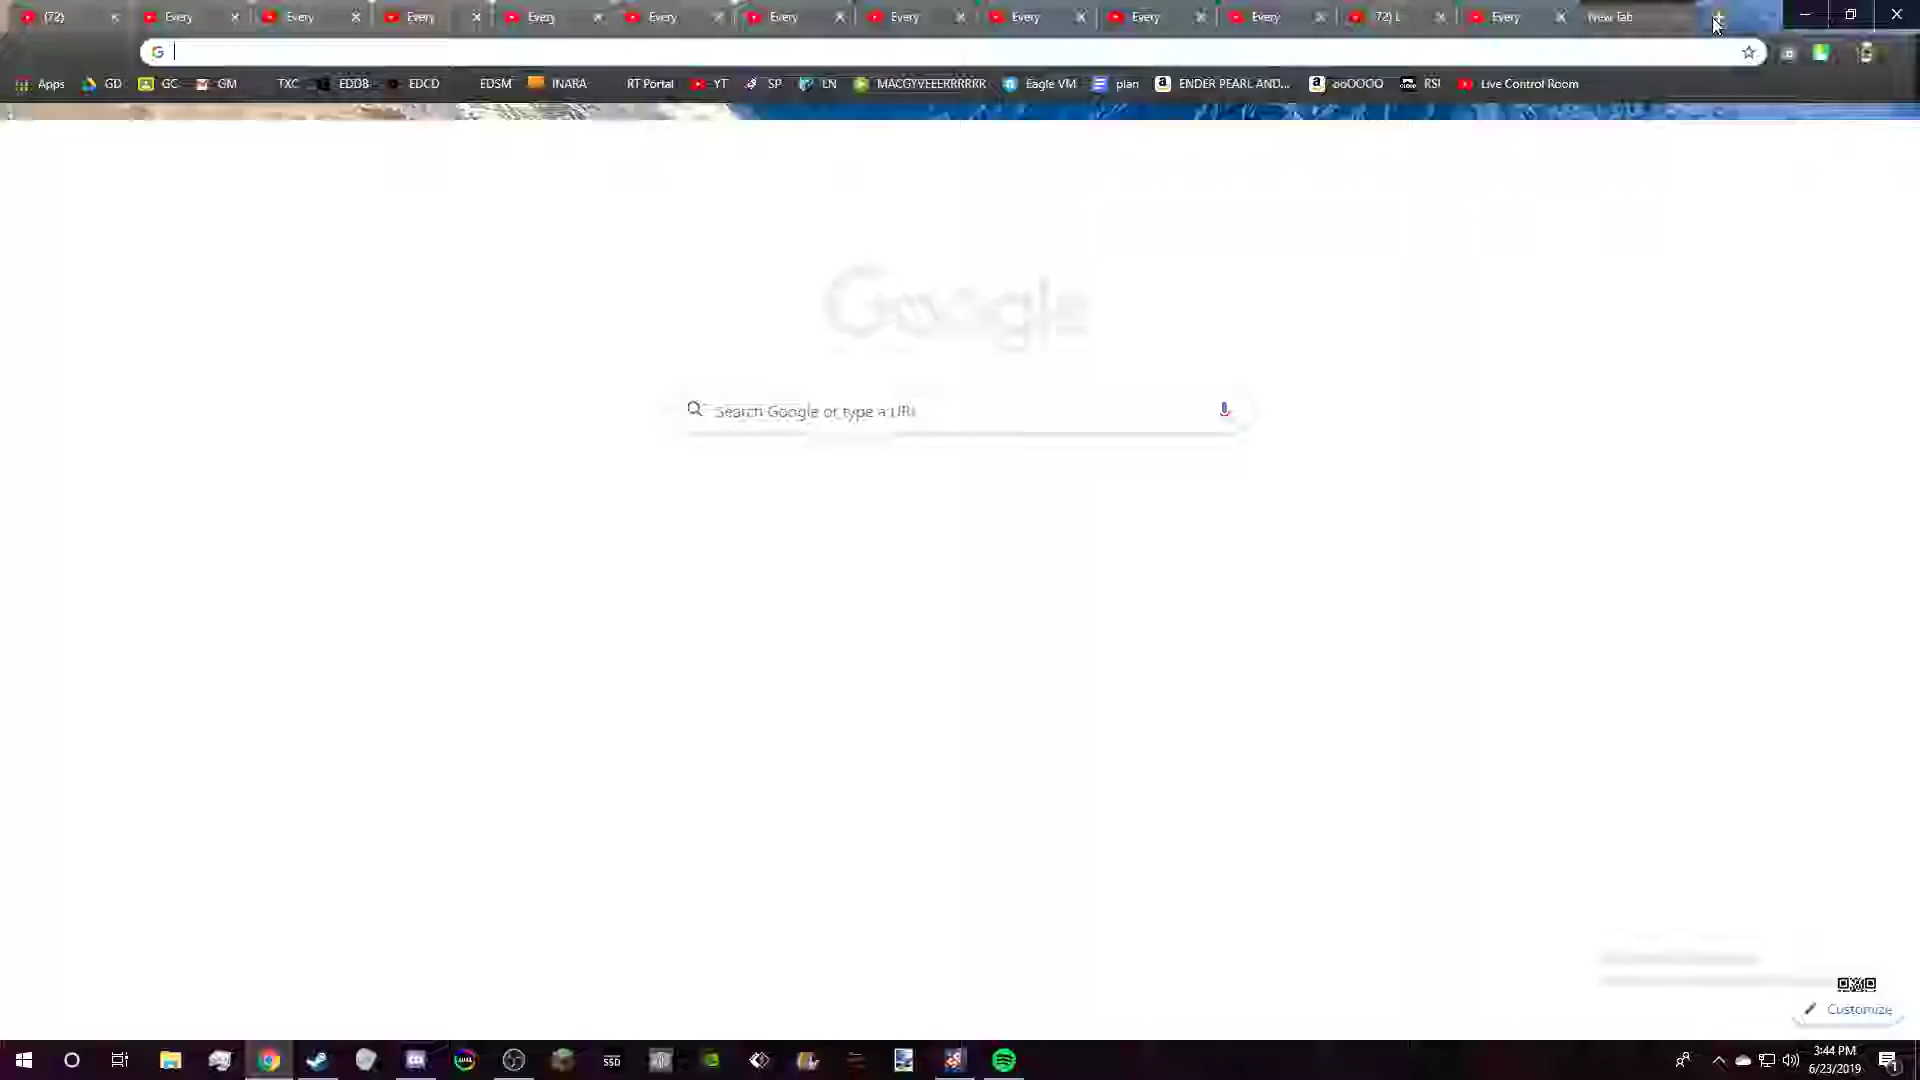 (72) Every Every Every Every Every Every Every Every Every Every 72) L Every New Tab
Apps GD GC GM TXC EDDB EDCD EDSM INARA RT Portal YT SP LN MACGYVEEERRRRRR Eagle VM plan ENDER PEARL AND... ooOOOO RSI Live Control Room
Google
Search Google or type a URL
Customize
SSD
3:44 PM
6/23/2019